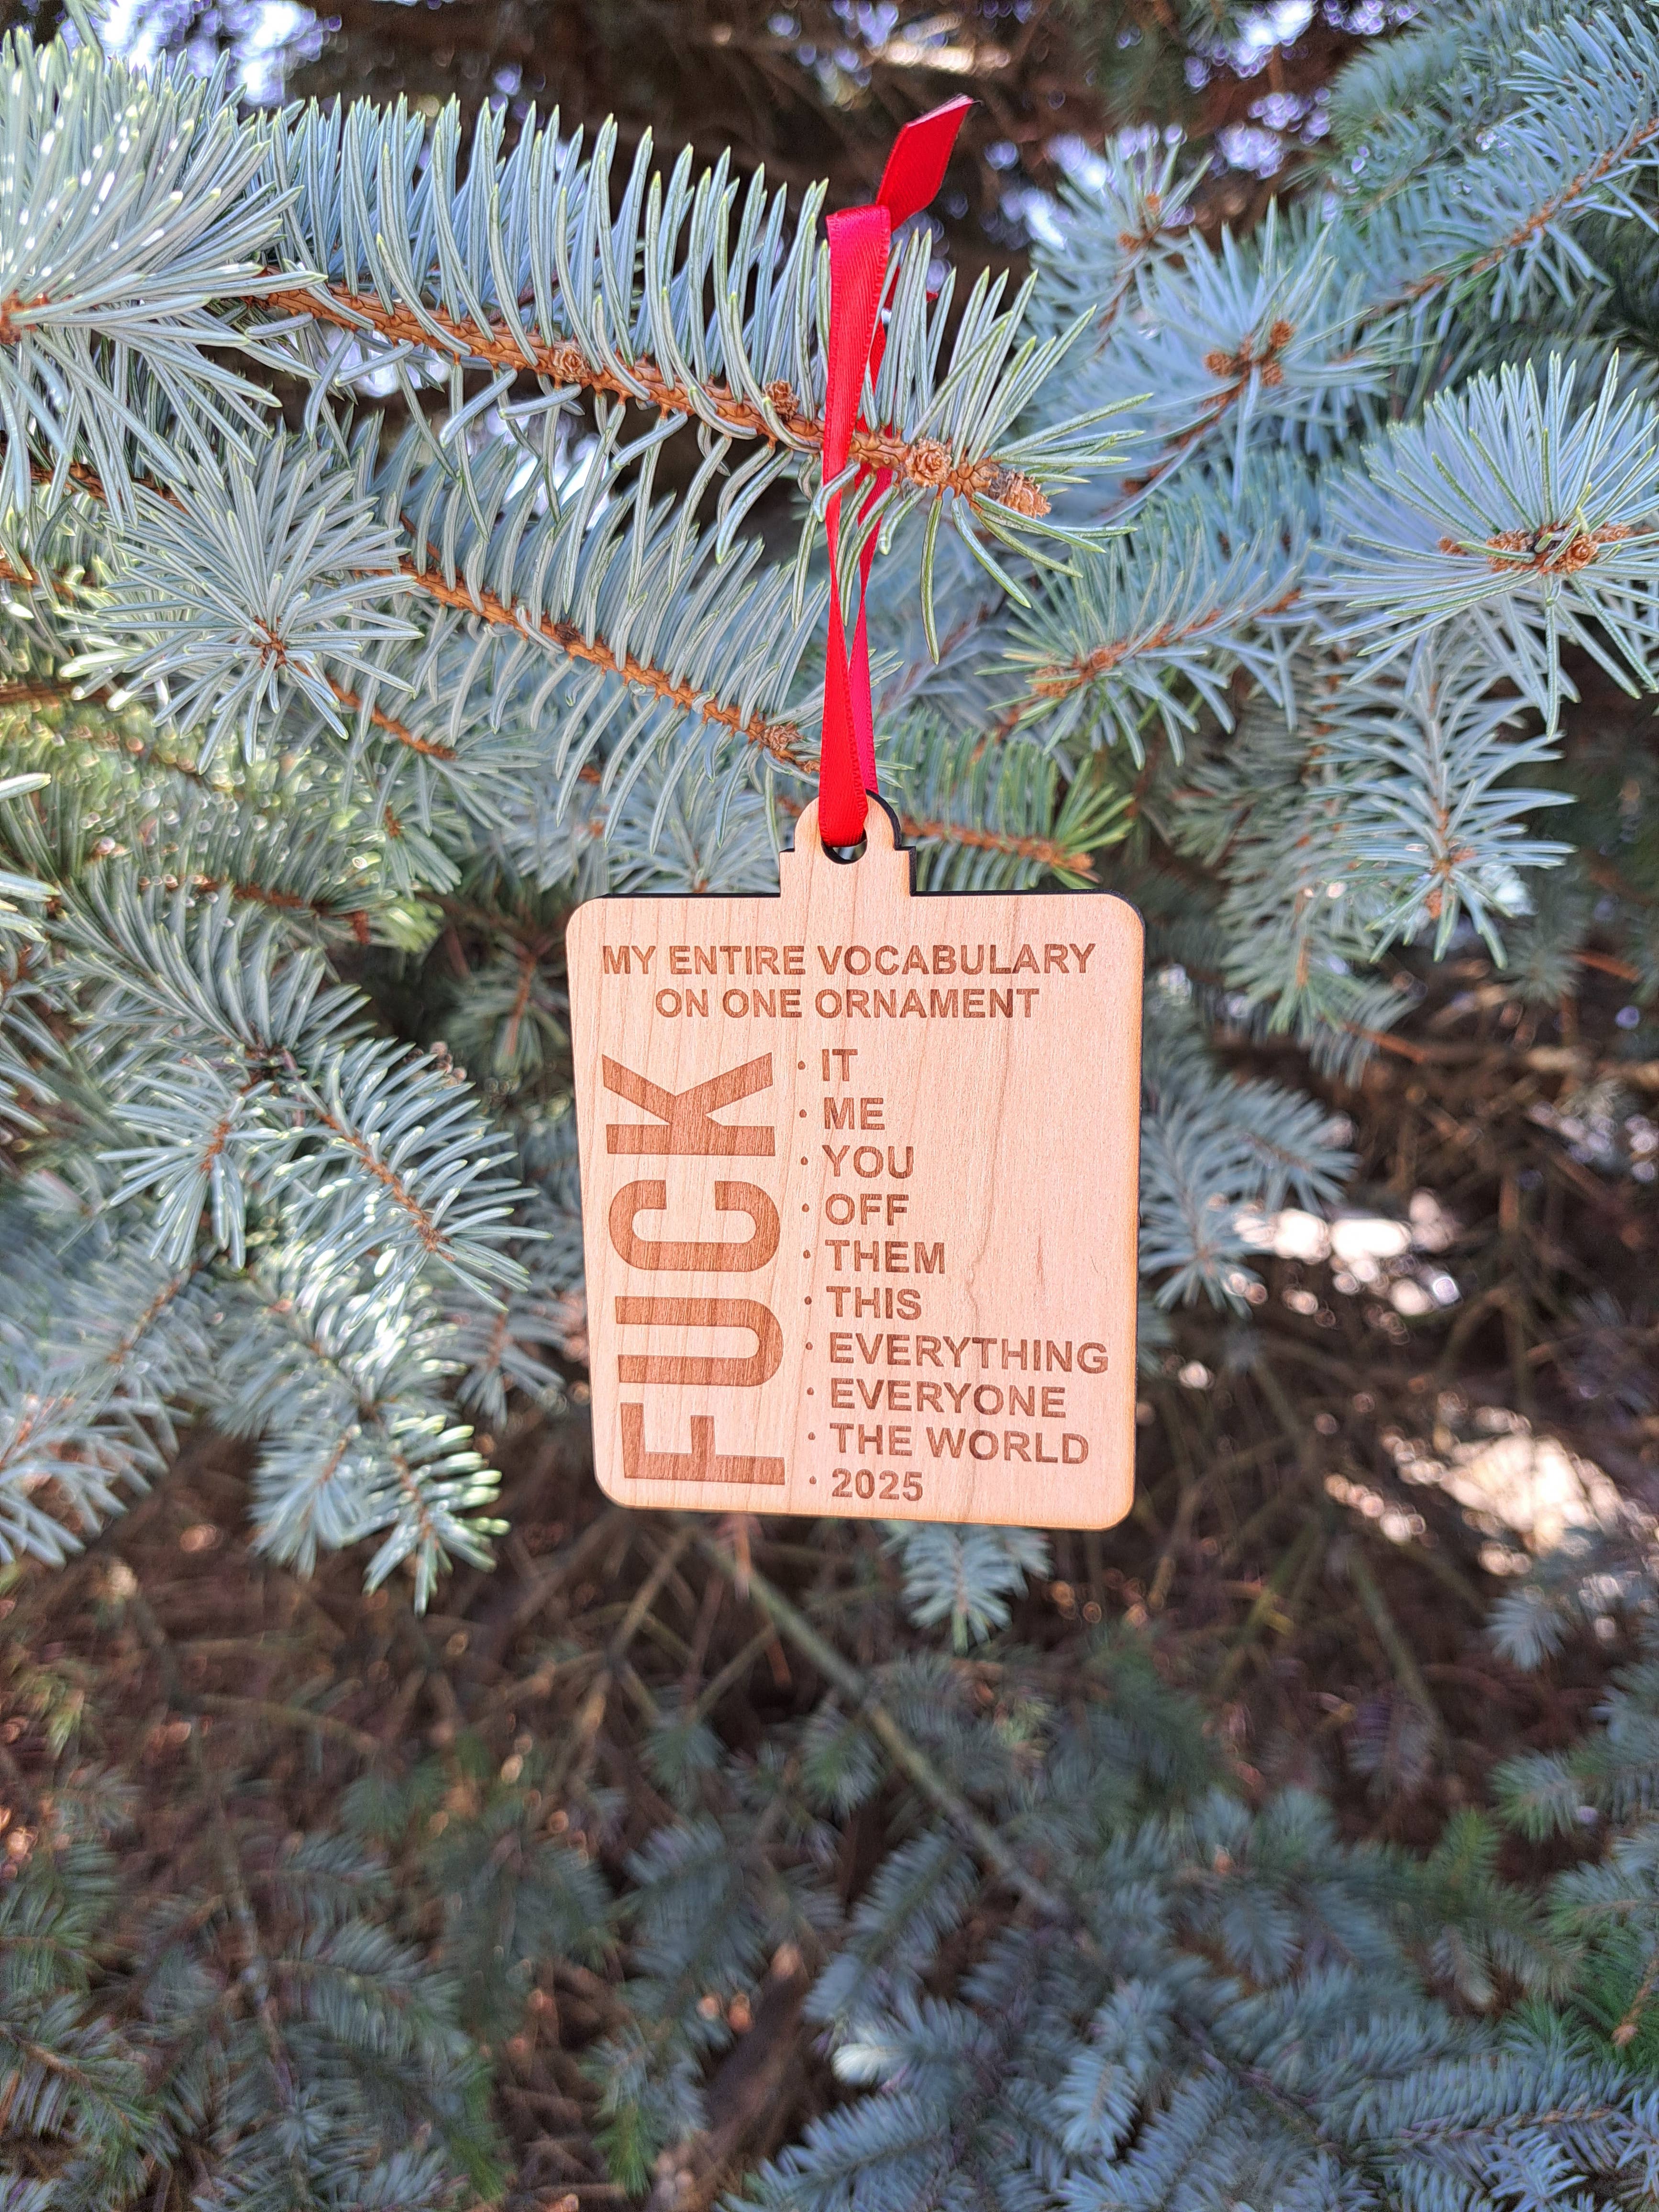 MY ENTIRE VOCABULARY
ON ONE ORNAMENT
FUCK
• IT
• ME
• YOU
• OFF
• THEM
• THIS
• EVERYTHING
• EVERYONE
• THE WORLD
• 2025